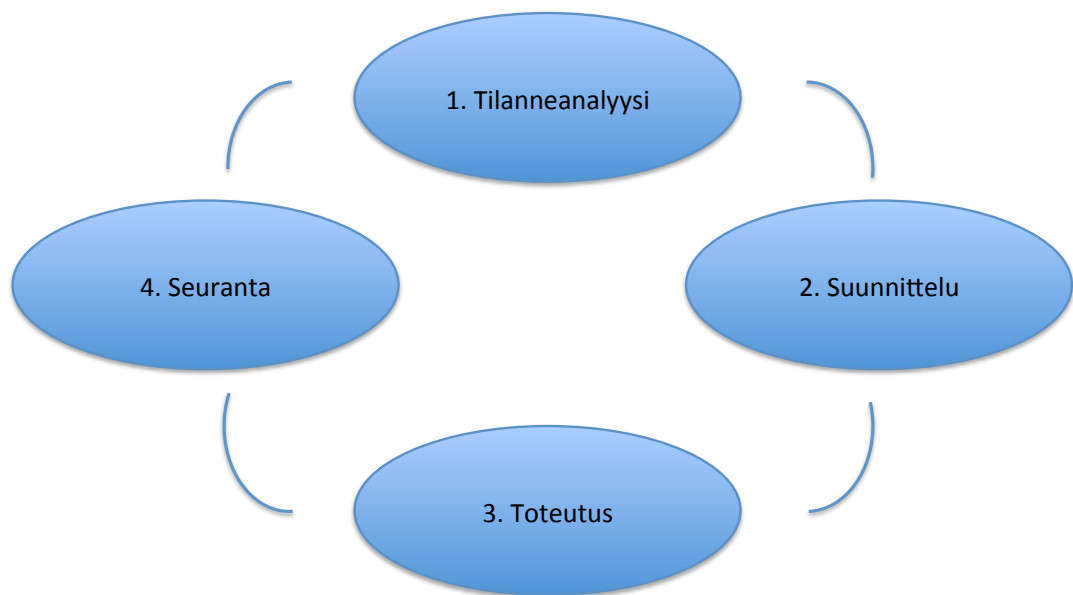 1. Tilanneanalyysi
2. Suunnittelu
3. Toteutus
4. Seuranta